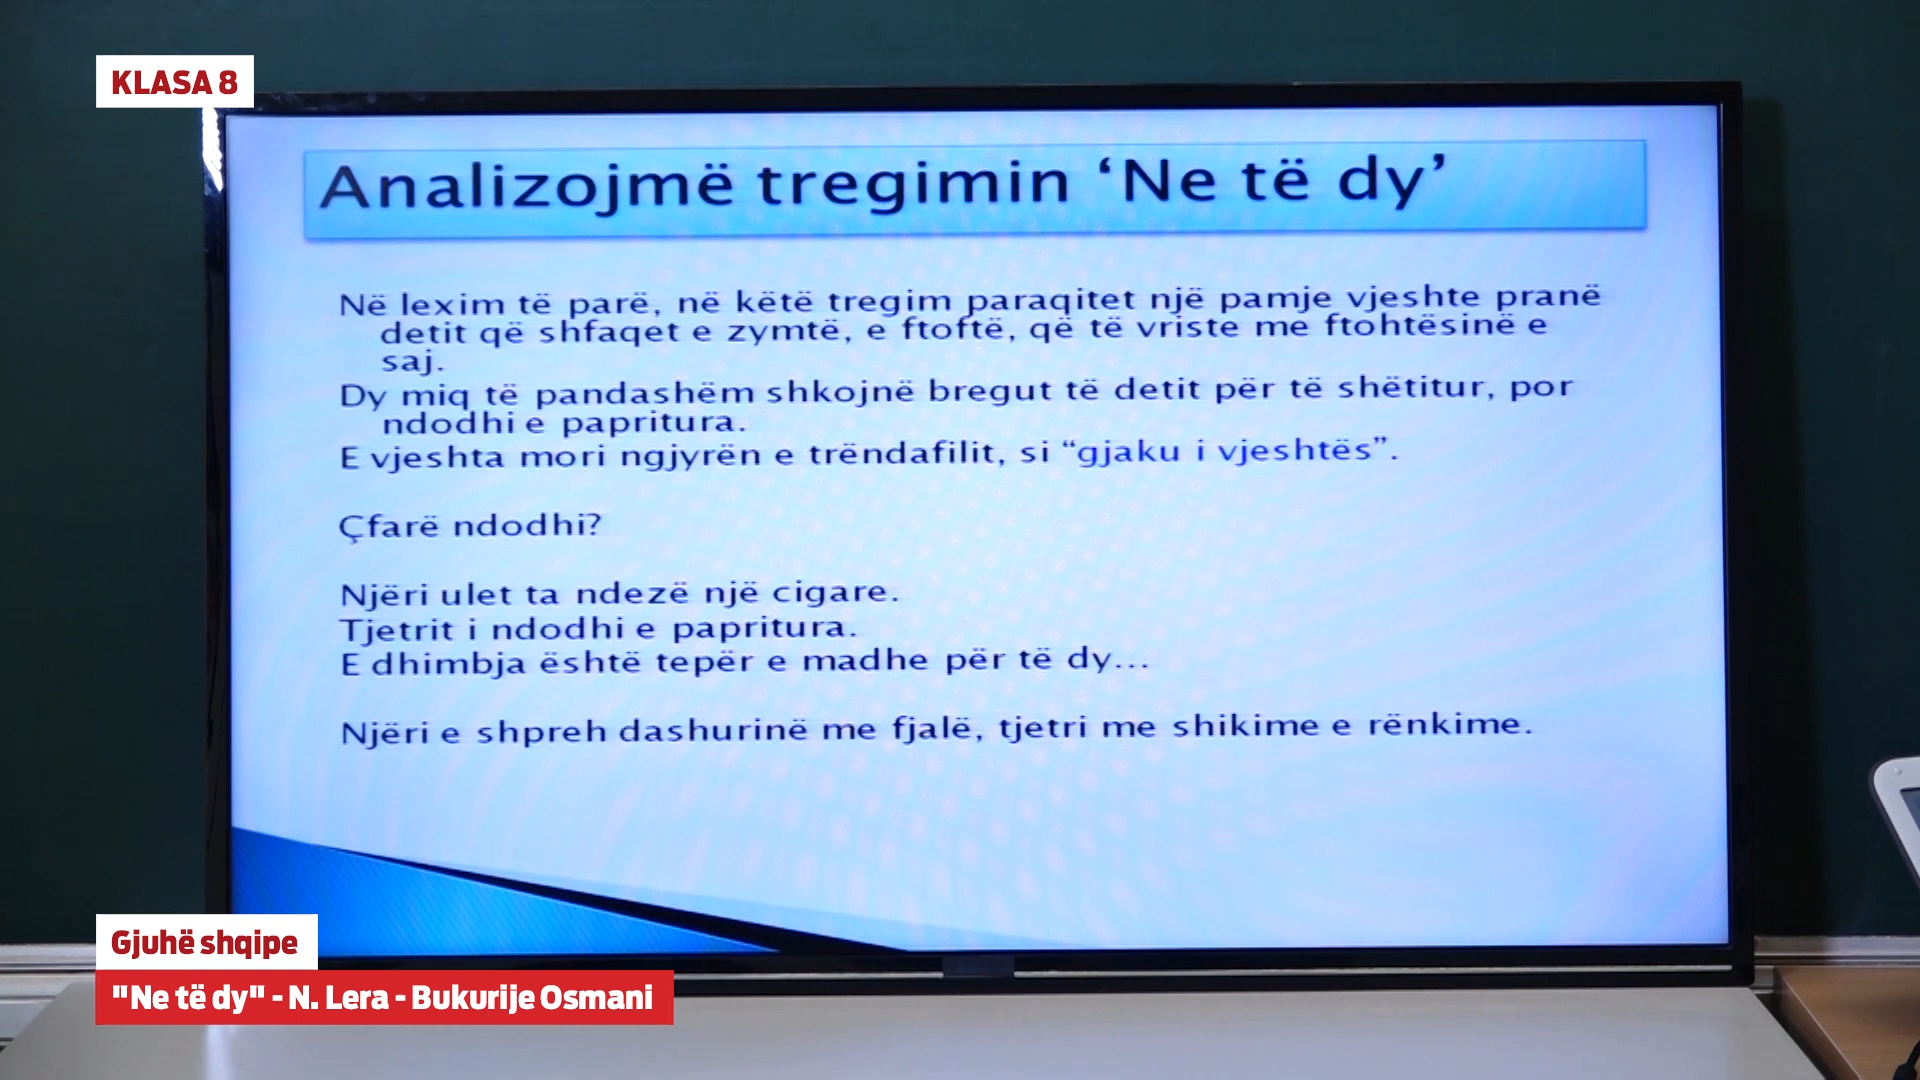 KLASA 8
Analizojmë tregimin ‘Ne të dy’
Në lexim të parë, në këtë tregim paraqitet një pamje vjeshte pranë
detit që shfaqet e zymtë, e ftoftë, që të vriste me ftohtësinë e
saj.
Dy miq të pandashëm shkojnë bregut të detit për të shëtitur, por
ndodhi e papritura.
E vjeshta mori ngjyrën e trëndafilit, si “gjaku i vjeshtës”.
Çfarë ndodhi?
Njëri ulet ta ndezë një cigare.
Tjetrit i ndodhi e papritura.
E dhimbja është tepër e madhe për të dy...
Njëri e shpreh dashurinë me fjalë, tjetri me shikime e rënkime.
Gjuhë shqipe
"Ne të dy" - N. Lera - Bukurije Osmani